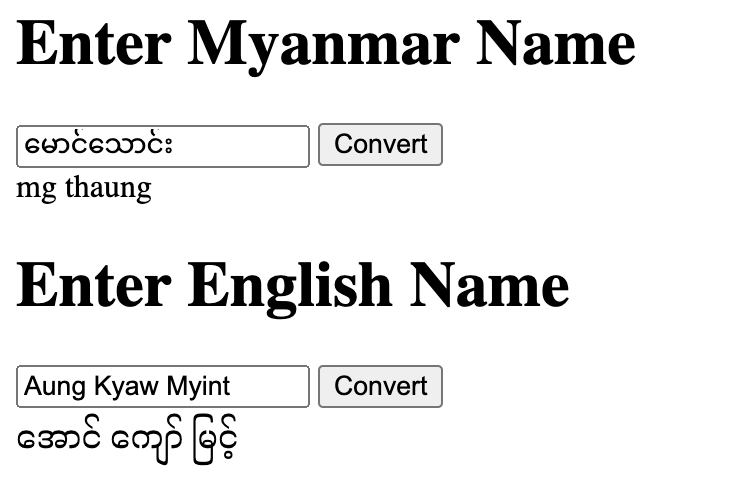 Enter Myanmar Name
မောင်သောင်း Convert
mg thaung
Enter English Name
Aung Kyaw Myint Convert
အောင် ကျော် မြင့်